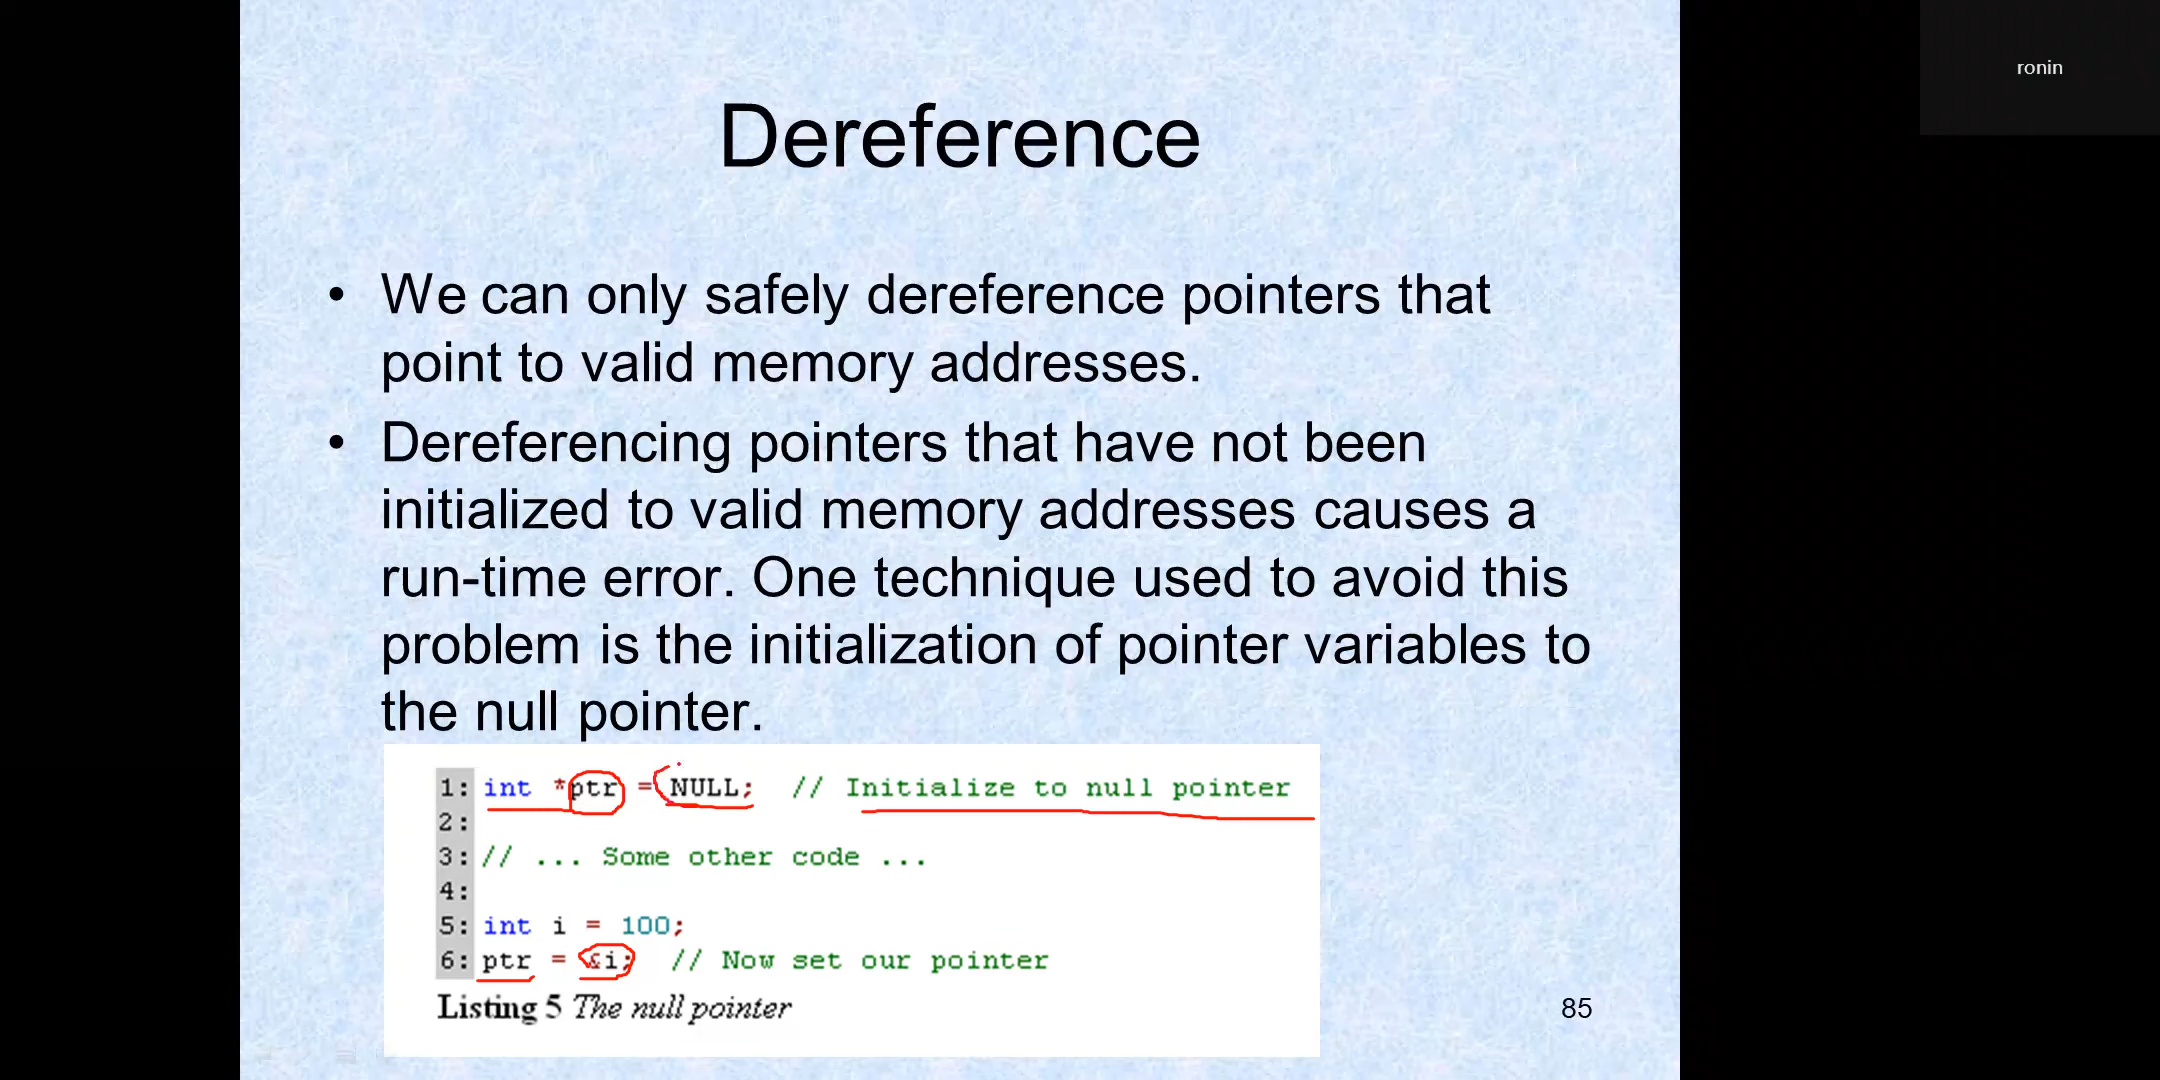 ronin
Dereference
• We can only safely dereference pointers that
point to valid memory addresses.
• Dereferencing pointers that have not been
initialized to valid memory addresses causes a
run-time error. One technique used to avoid this
problem is the initialization of pointer variables to
the null pointer.
1: int *ptr = NULL; // Initialize to null pointer
2:
3: // ... Some other code ...
4:
5: int i = 100;
6: ptr = &i; // Now set our pointer
Listing 5 The null pointer
85